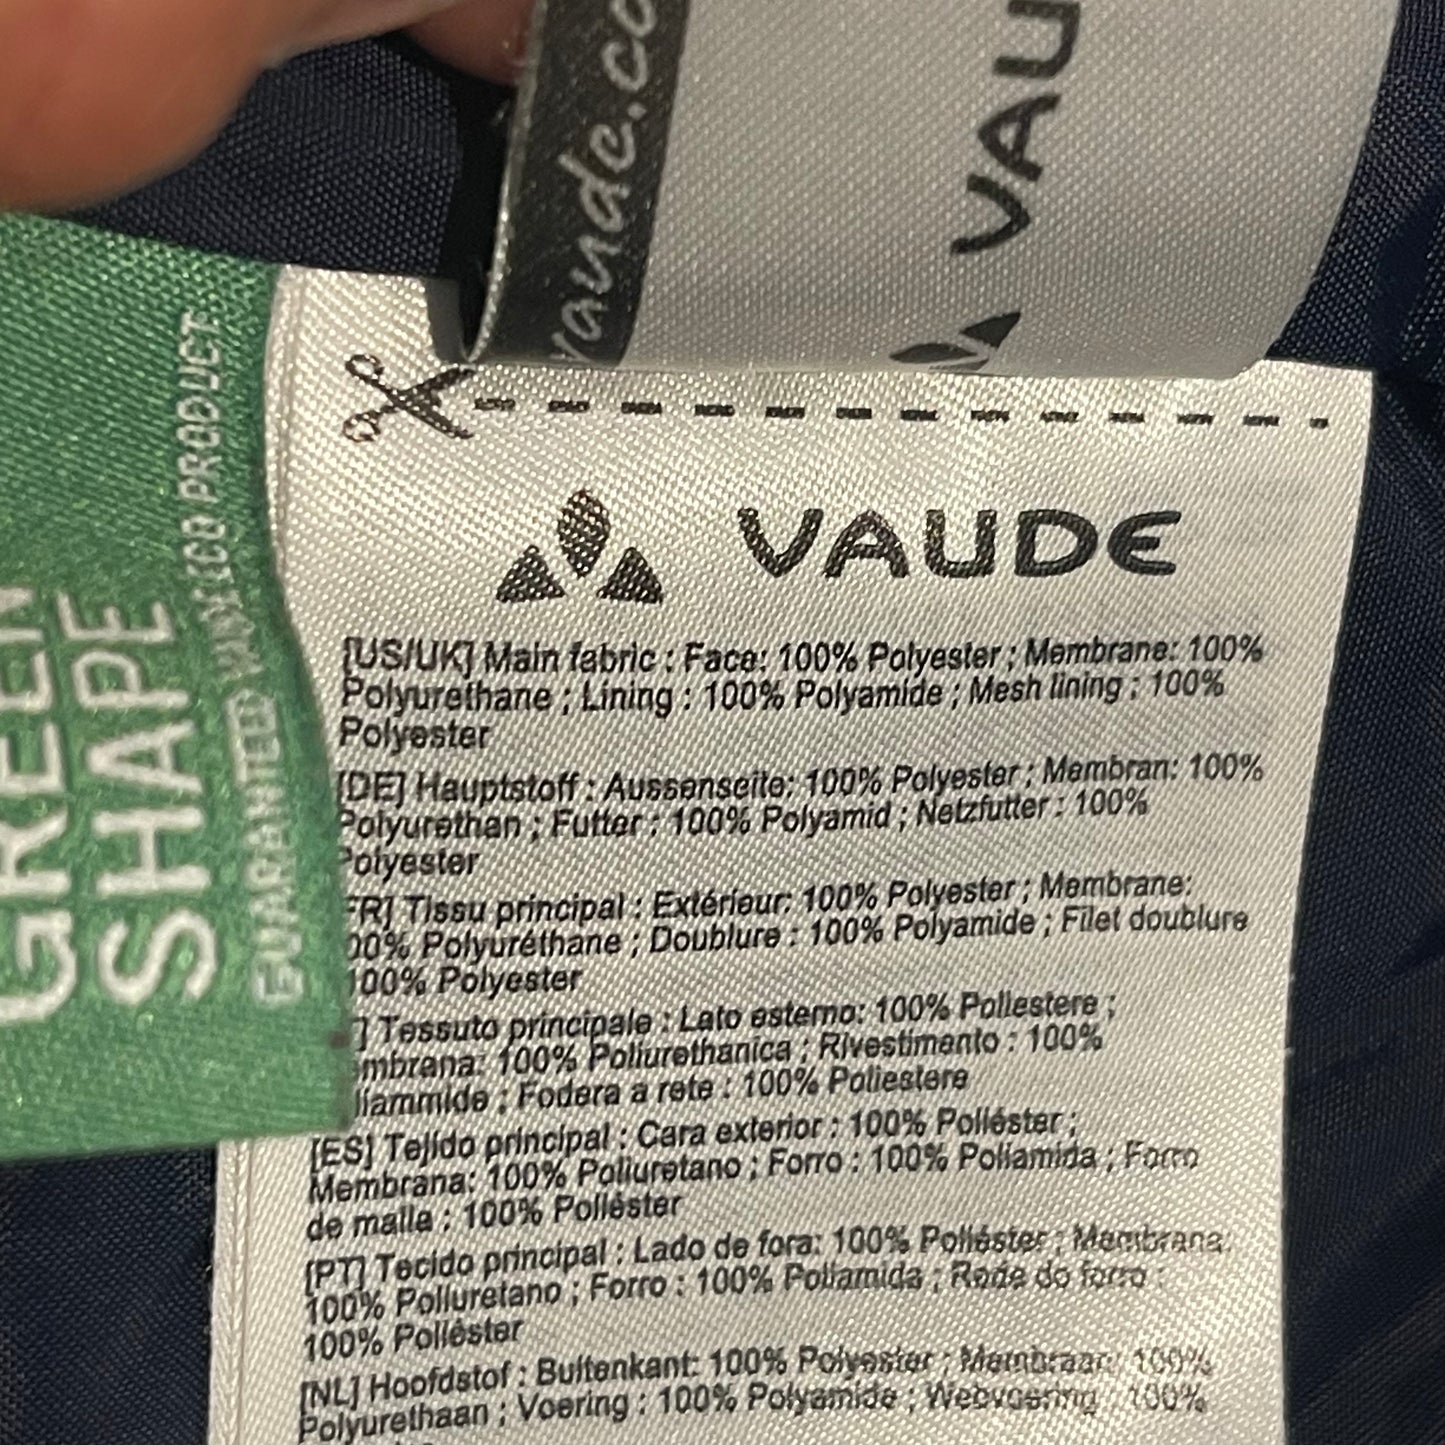 vaude.co
VAU
GREEN
SHAPE
GUARANTEED VAUDE ECO PRODUCT
VAUDE
[US/UK] Main fabric : Face: 100% Polyester ; Membrane: 100%
Polyurethane ; Lining : 100% Polyamide ; Mesh lining : 100%
Polyester
[DE] Hauptstoff : Aussenseite: 100% Polyester ; Membran: 100%
Polyurethan ; Futter : 100% Polyamid ; Netzfutter : 100%
Polyester
FR] Tissu principal : Extérieur: 100% Polyester ; Membrane:
00% Polyuréthane ; Doublure : 100% Polyamide ; Filet doublure
100% Polyester
] Tessuto principale : Lato esterno: 100% Poliestere ;
mbrana: 100% Poliurethanica ; Rivestimento : 100%
liammide ; Fodera a rete : 100% Poliestere
[ES] Tejido principal : Cara exterior : 100% Poliéster ;
Membrana: 100% Poliuretano ; Forro : 100% Poliamida ; Forro
de malla : 100% Poliéster
[PT] Tecido principal : Lado de fora: 100% Poliéster ; Membrana:
100% Poliuretano ; Forro : 100% Poliamida ; Rede do forro :
100% Poliéster
[NL] Hoofdstof : Buitenkant: 100% Polyester ; Membraan: 100%
Polyurethaan ; Voering : 100% Polyamide ; Webvoering : 100%